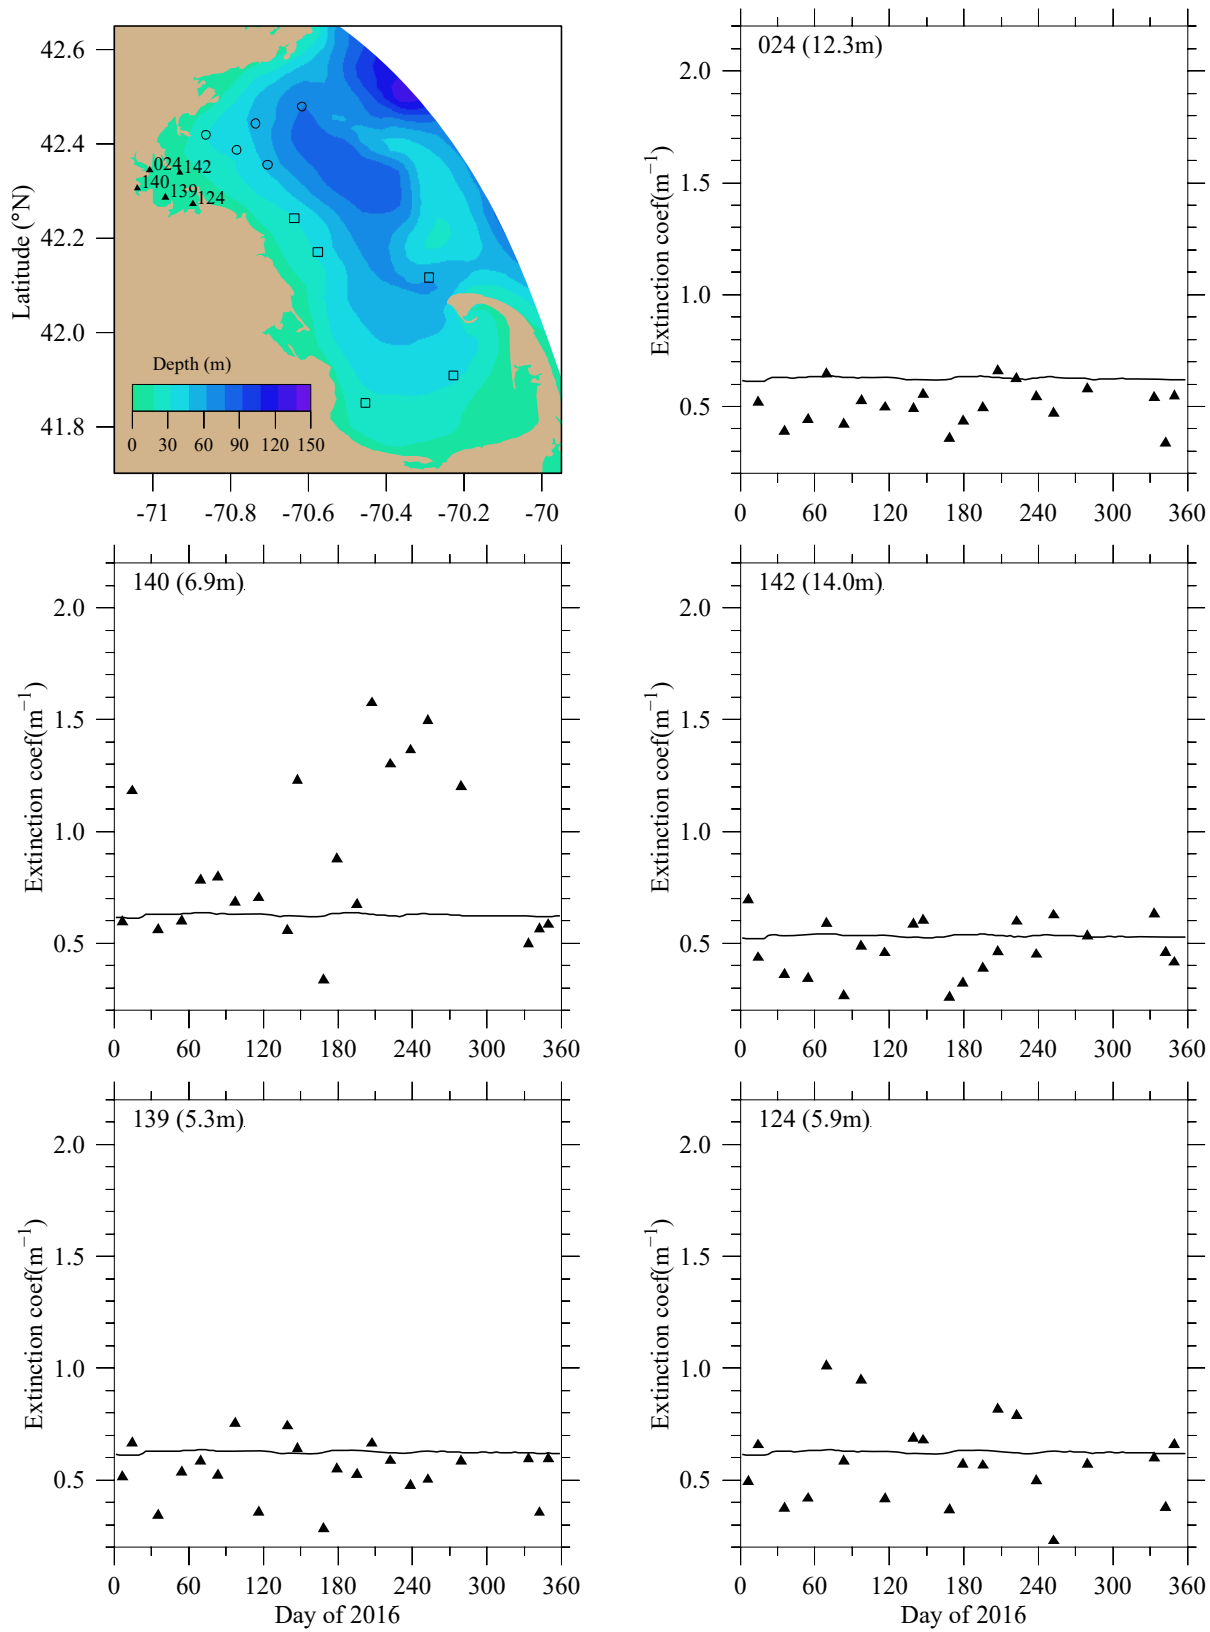 42.6
42.4
42.2
42.0
41.8
Latitude (°N)
024
142
140
139
124
Depth (m)
0 30 60 90 120 150
-71 -70.8 -70.6 -70.4 -70.2 -70
024 (12.3m)
2.0
1.5
1.0
0.5
Extinction coef(m⁻¹)
0 60 120 180 240 300 360
140 (6.9m)
2.0
1.5
1.0
0.5
Extinction coef(m⁻¹)
0 60 120 180 240 300 360
142 (14.0m)
2.0
1.5
1.0
0.5
Extinction coef(m⁻¹)
0 60 120 180 240 300 360
139 (5.3m)
2.0
1.5
1.0
0.5
Extinction coef(m⁻¹)
0 60 120 180 240 300 360
Day of 2016
124 (5.9m)
2.0
1.5
1.0
0.5
Extinction coef(m⁻¹)
0 60 120 180 240 300 360
Day of 2016